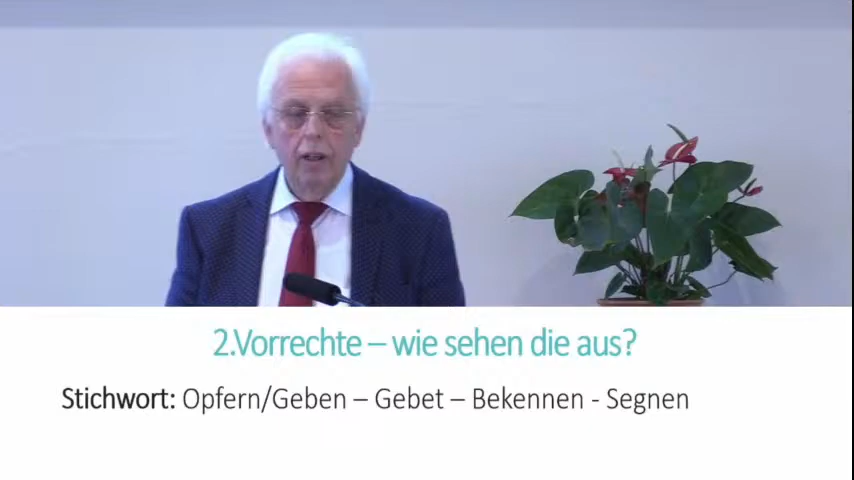 2.Vorrechte – wie sehen die aus?
Stichwort: Opfern/Geben – Gebet – Bekennen - Segnen